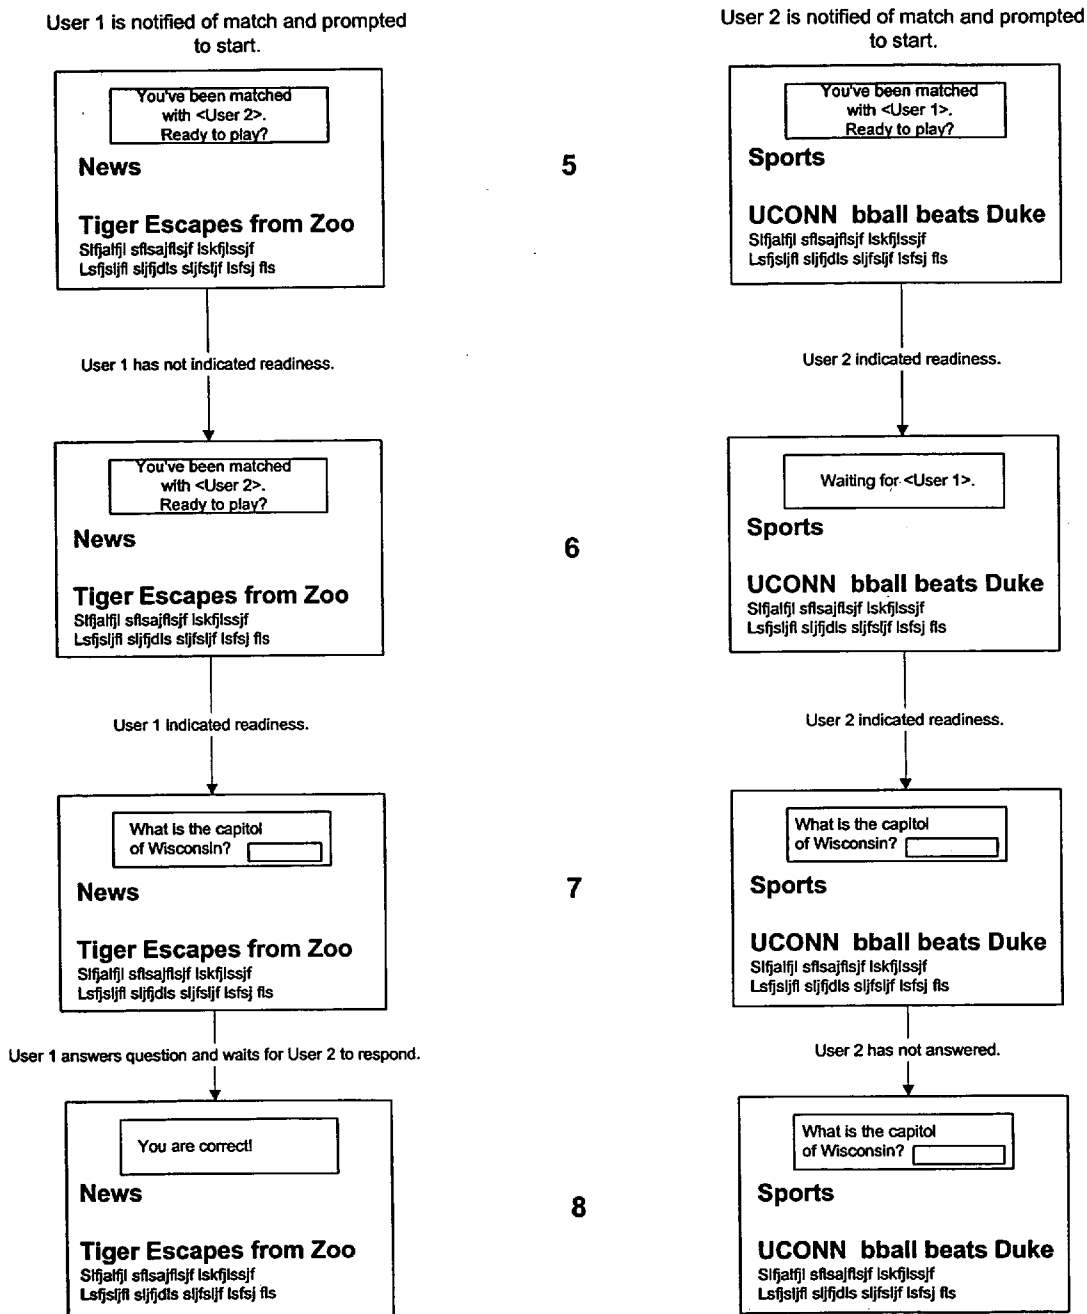 User 1 is notified of match and prompted
to start.
User 2 is notified of match and prompted
to start.
You've been matched
with <User 2>.
Ready to play?
News
Tiger Escapes from Zoo
Slfjalfjl sflsajflsjf lskfjlssjf
Lsfjsljfl sljfjdls sljfsljf lsfsj fls
5
You've been matched
with <User 1>.
Ready to play?
Sports
UCONN bball beats Duke
Slfjalfjl sflsajflsjf lskfjlssjf
Lsfjsljfl sljfjdls sljfsljf lsfsj fls
User 1 has not indicated readiness.
User 2 indicated readiness.
You've been matched
with <User 2>.
Ready to play?
News
Tiger Escapes from Zoo
Slfjalfjl sflsajflsjf lskfjlssjf
Lsfjsljfl sljfjdls sljfsljf lsfsj fls
6
Waiting for <User 1>.
Sports
UCONN bball beats Duke
Slfjalfjl sflsajflsjf lskfjlssjf
Lsfjsljfl sljfjdls sljfsljf lsfsj fls
User 1 indicated readiness.
User 2 indicated readiness.
What is the capitol
of Wisconsin?
News
Tiger Escapes from Zoo
Slfjalfjl sflsajflsjf lskfjlssjf
Lsfjsljfl sljfjdls sljfsljf lsfsj fls
7
What is the capitol
of Wisconsin?
Sports
UCONN bball beats Duke
Slfjalfjl sflsajflsjf lskfjlssjf
Lsfjsljfl sljfjdls sljfsljf lsfsj fls
User 1 answers question and waits for User 2 to respond.
User 2 has not answered.
You are correct!
News
Tiger Escapes from Zoo
Slfjalfjl sflsajflsjf lskfjlssjf
Lsfjsljfl sljfjdls sljfsljf lsfsj fls
8
What is the capitol
of Wisconsin?
Sports
UCONN bball beats Duke
Slfjalfjl sflsajflsjf lskfjlssjf
Lsfjsljfl sljfjdls sljfsljf lsfsj fls